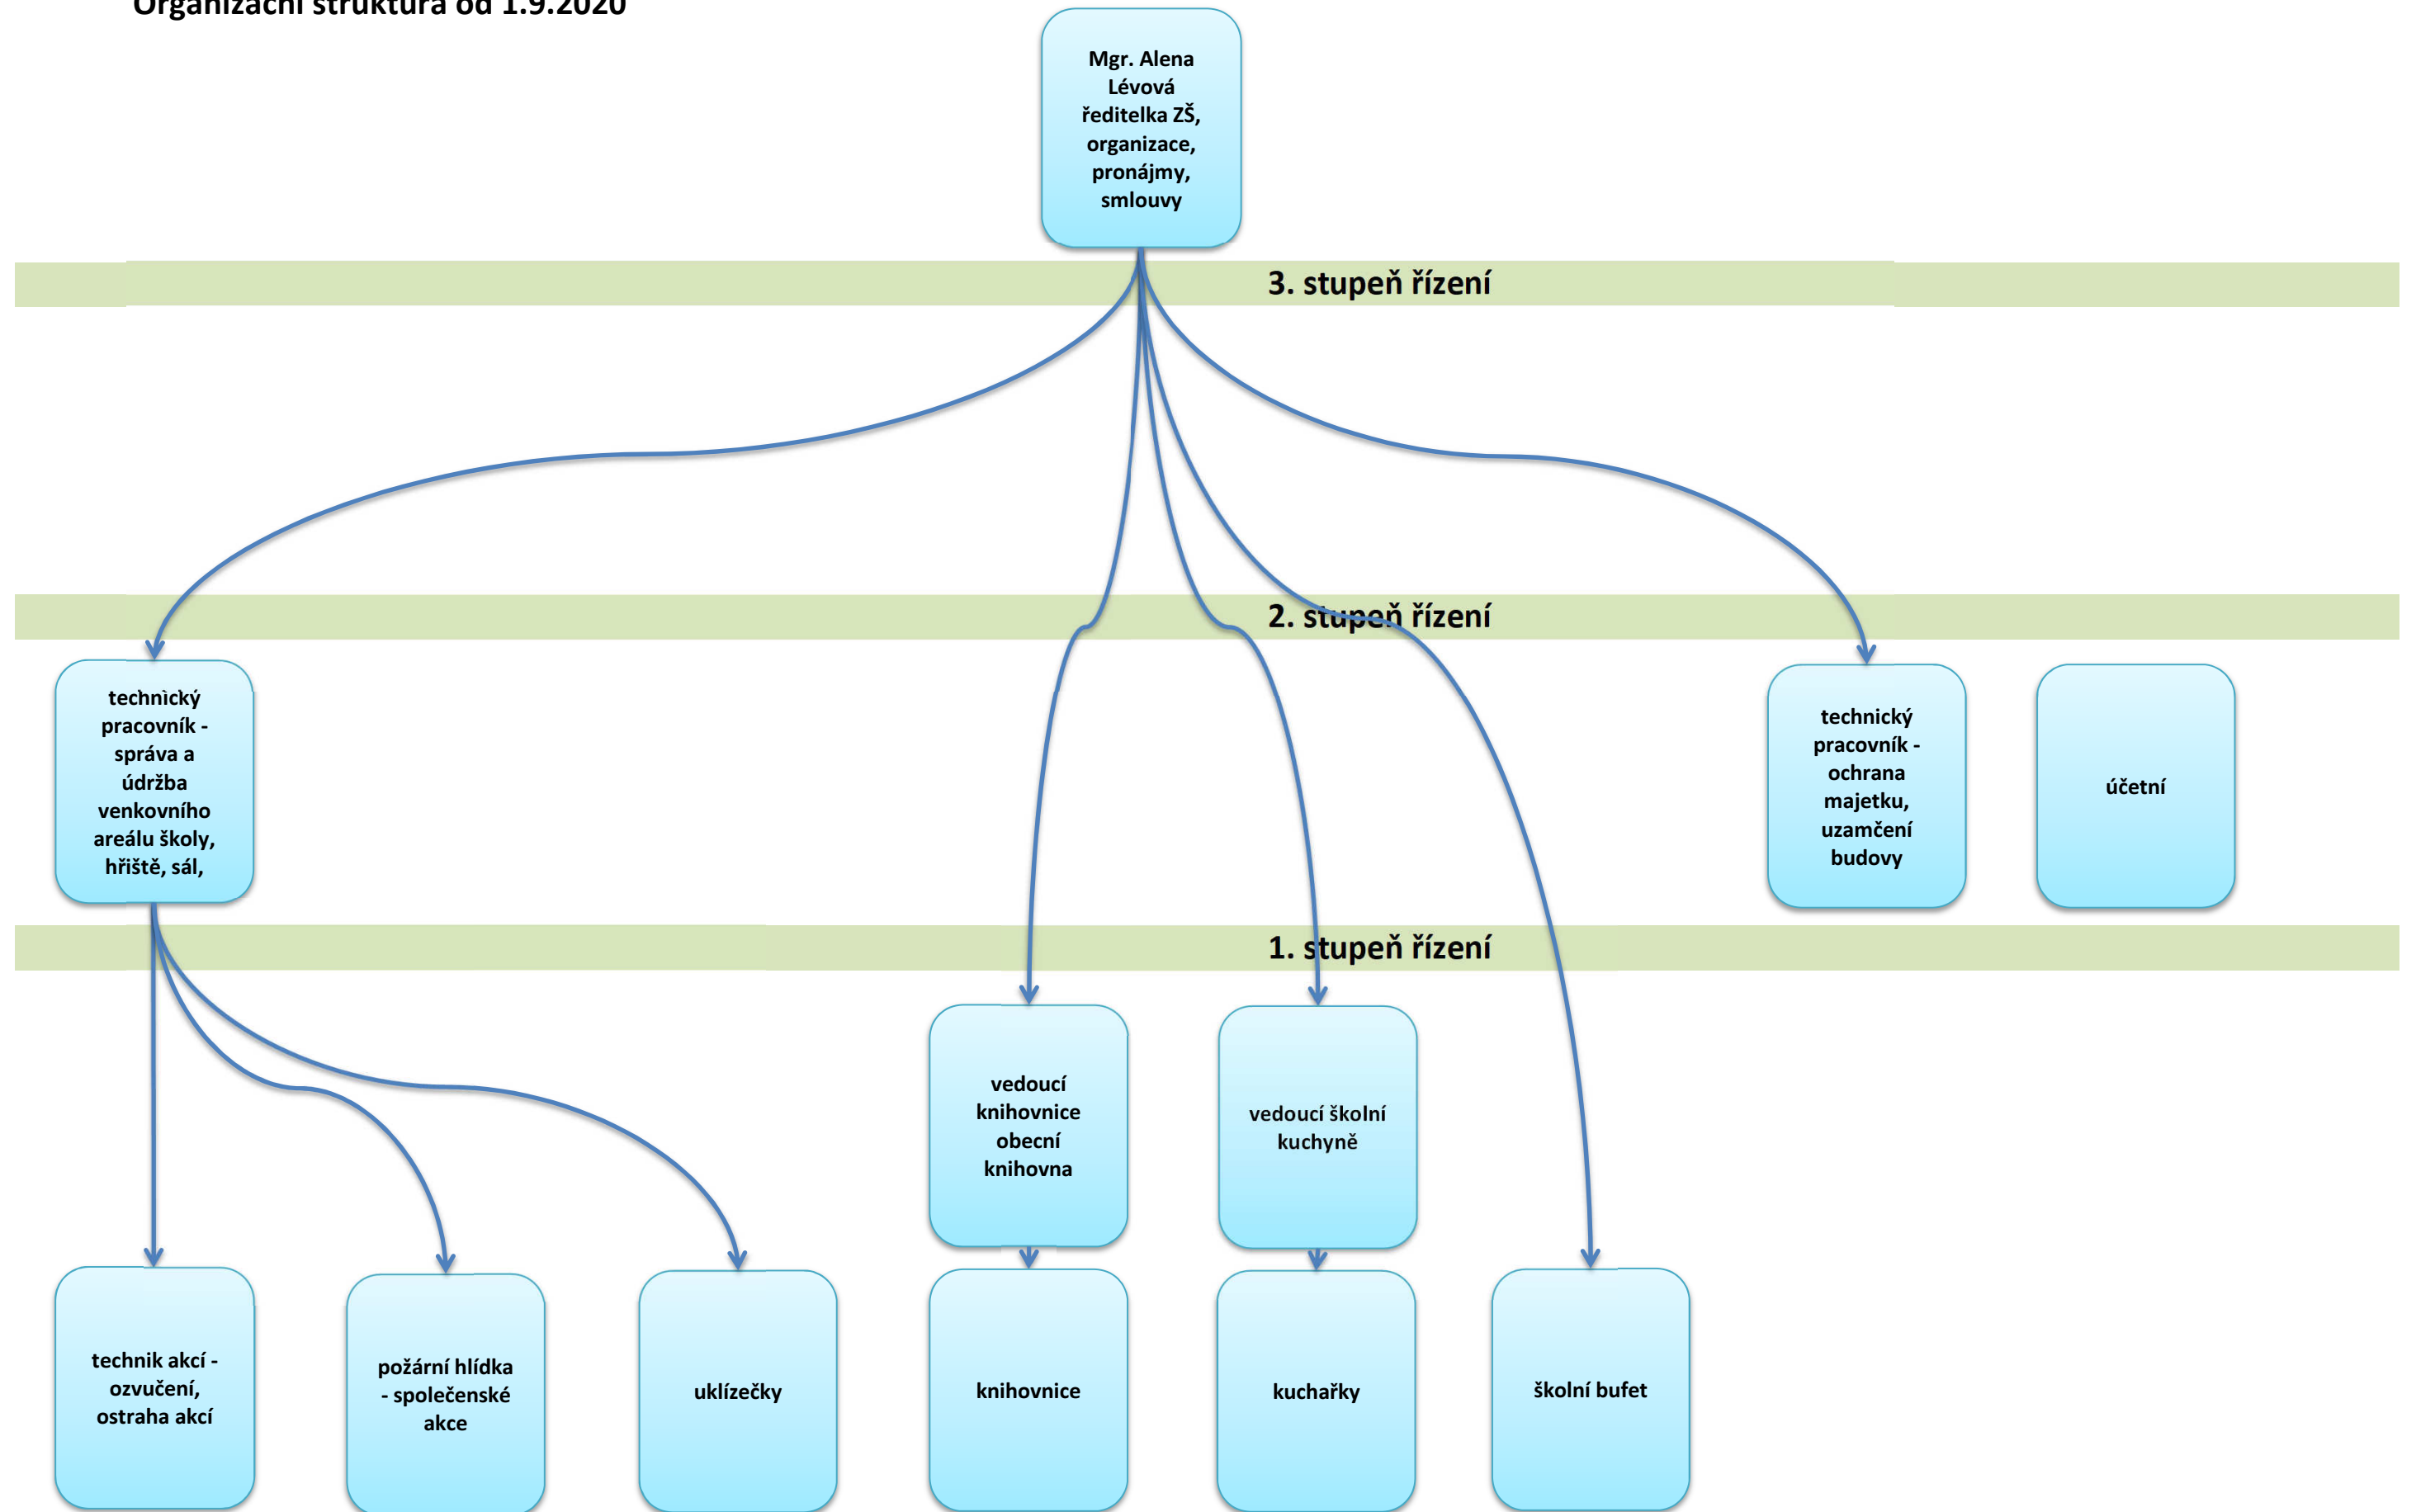 Organizační struktura od 1.9.2020
Mgr. Alena
Lévová
ředitelka ZŠ,
organizace,
pronájmy,
smlouvy
3. stupeň řízení
2. stupeň řízení
technický
pracovník -
správa a
údržba
venkovního
areálu školy,
hřiště, sál,
technický
pracovník -
ochrana
majetku,
uzamčení
budovy
účetní
1. stupeň řízení
vedoucí
knihovnice
obecní
knihovna
vedoucí školní
kuchyně
technik akcí -
ozvučení,
ostraha akcí
požární hlídka
- společenské
akce
uklízečky
knihovnice
kuchařky
školní bufet